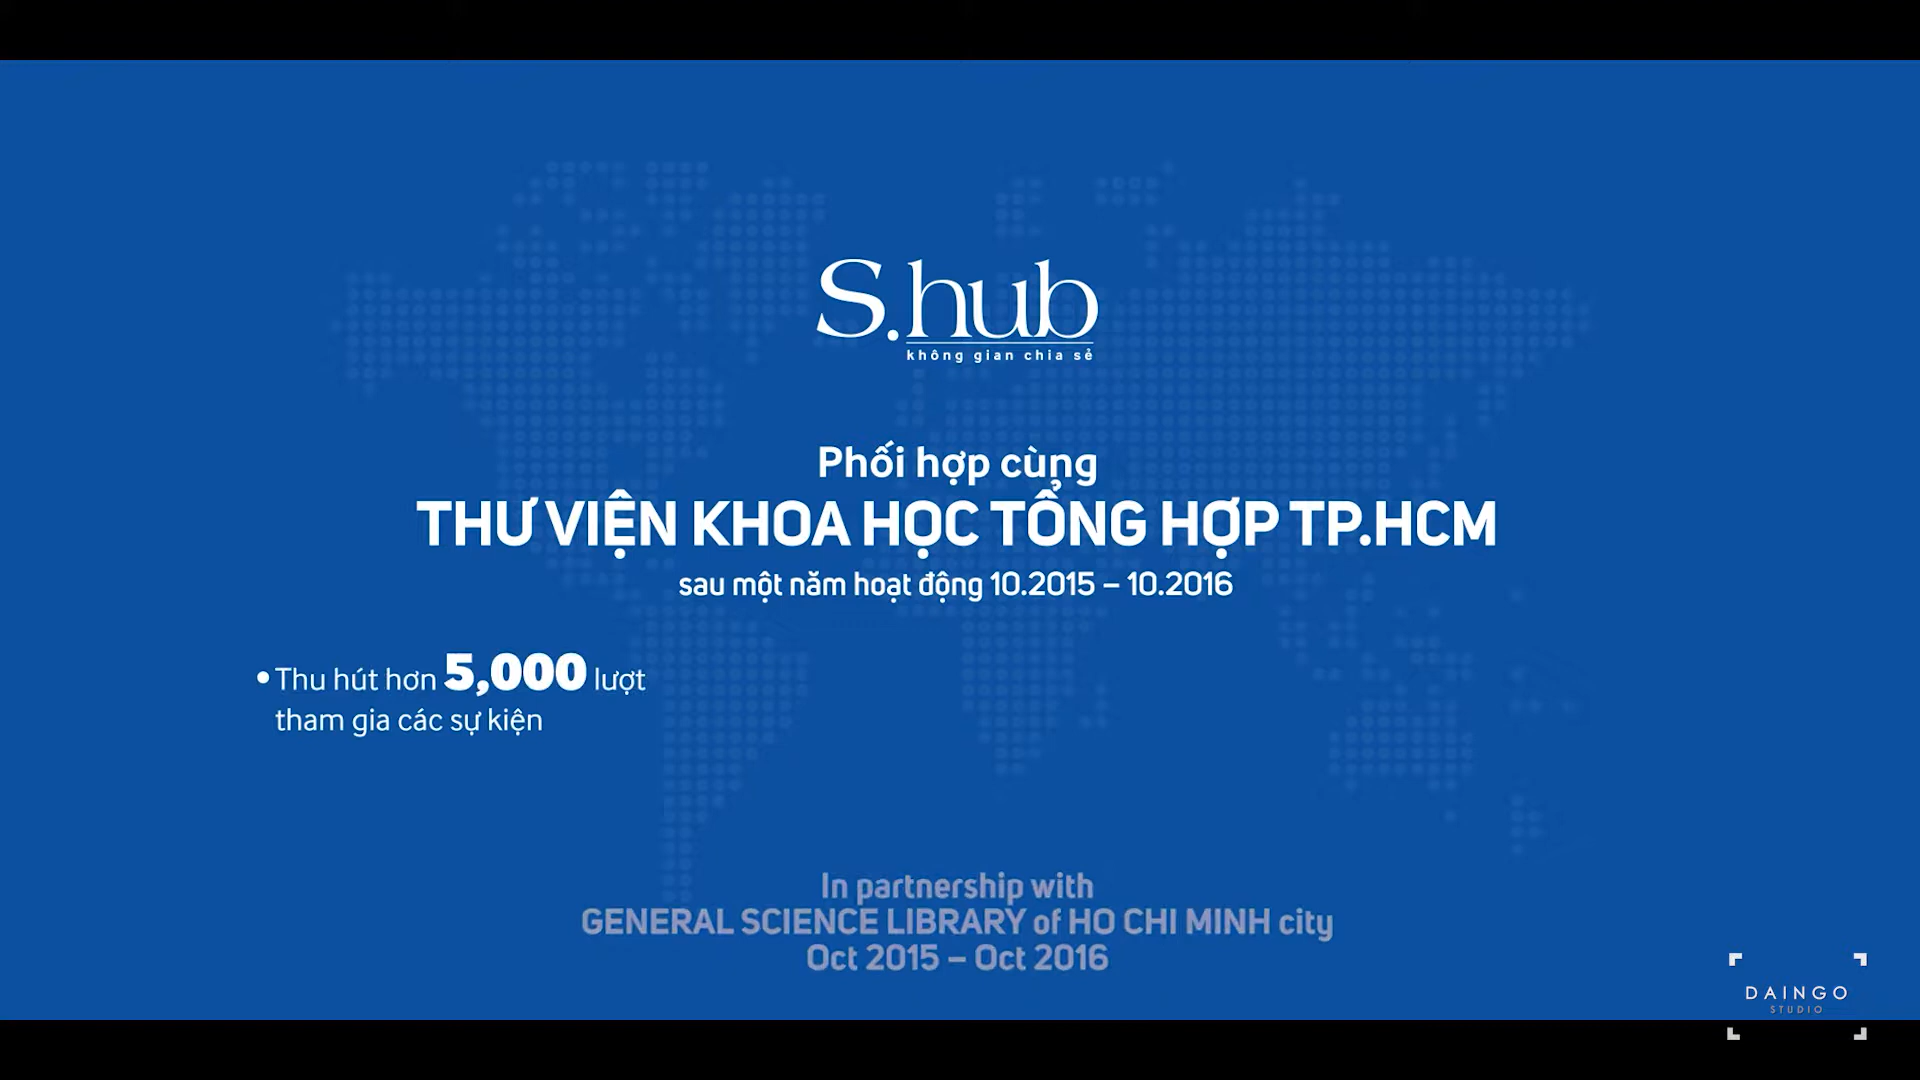 S.hub
không gian chia sẻ
Phối hợp cùng
THƯ VIỆN KHOA HỌC TỔNG HỢP TP.HCM
sau một năm hoạt động 10.2015 – 10.2016
• Thu hút hơn 5,000 lượt
tham gia các sự kiện
In partnership with
GENERAL SCIENCE LIBRARY of HO CHI MINH city
Oct 2015 – Oct 2016
DAINGO
STUDIO